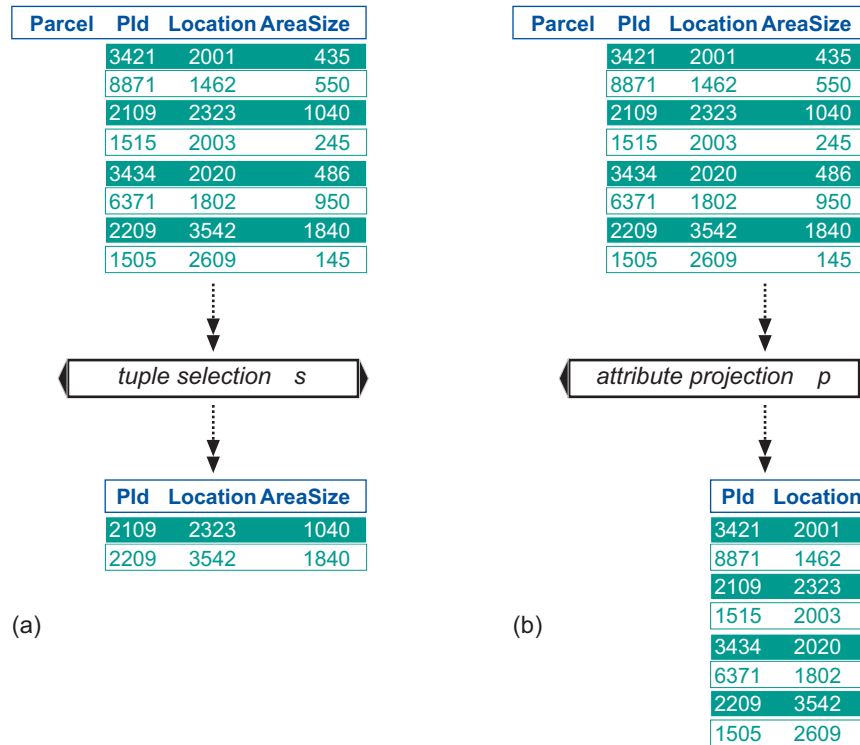 Parcel PId Location AreaSize
3421 2001 435
8871 1462 550
2109 2323 1040
1515 2003 245
3434 2020 486
6371 1802 950
2209 3542 1840
1505 2609 145
tuple selection s
PId Location AreaSize
2109 2323 1040
2209 3542 1840
(a)
Parcel PId Location AreaSize
3421 2001 435
8871 1462 550
2109 2323 1040
1515 2003 245
3434 2020 486
6371 1802 950
2209 3542 1840
1505 2609 145
attribute projection p
PId Location
3421 2001
8871 1462
2109 2323
1515 2003
3434 2020
6371 1802
2209 3542
1505 2609
(b)